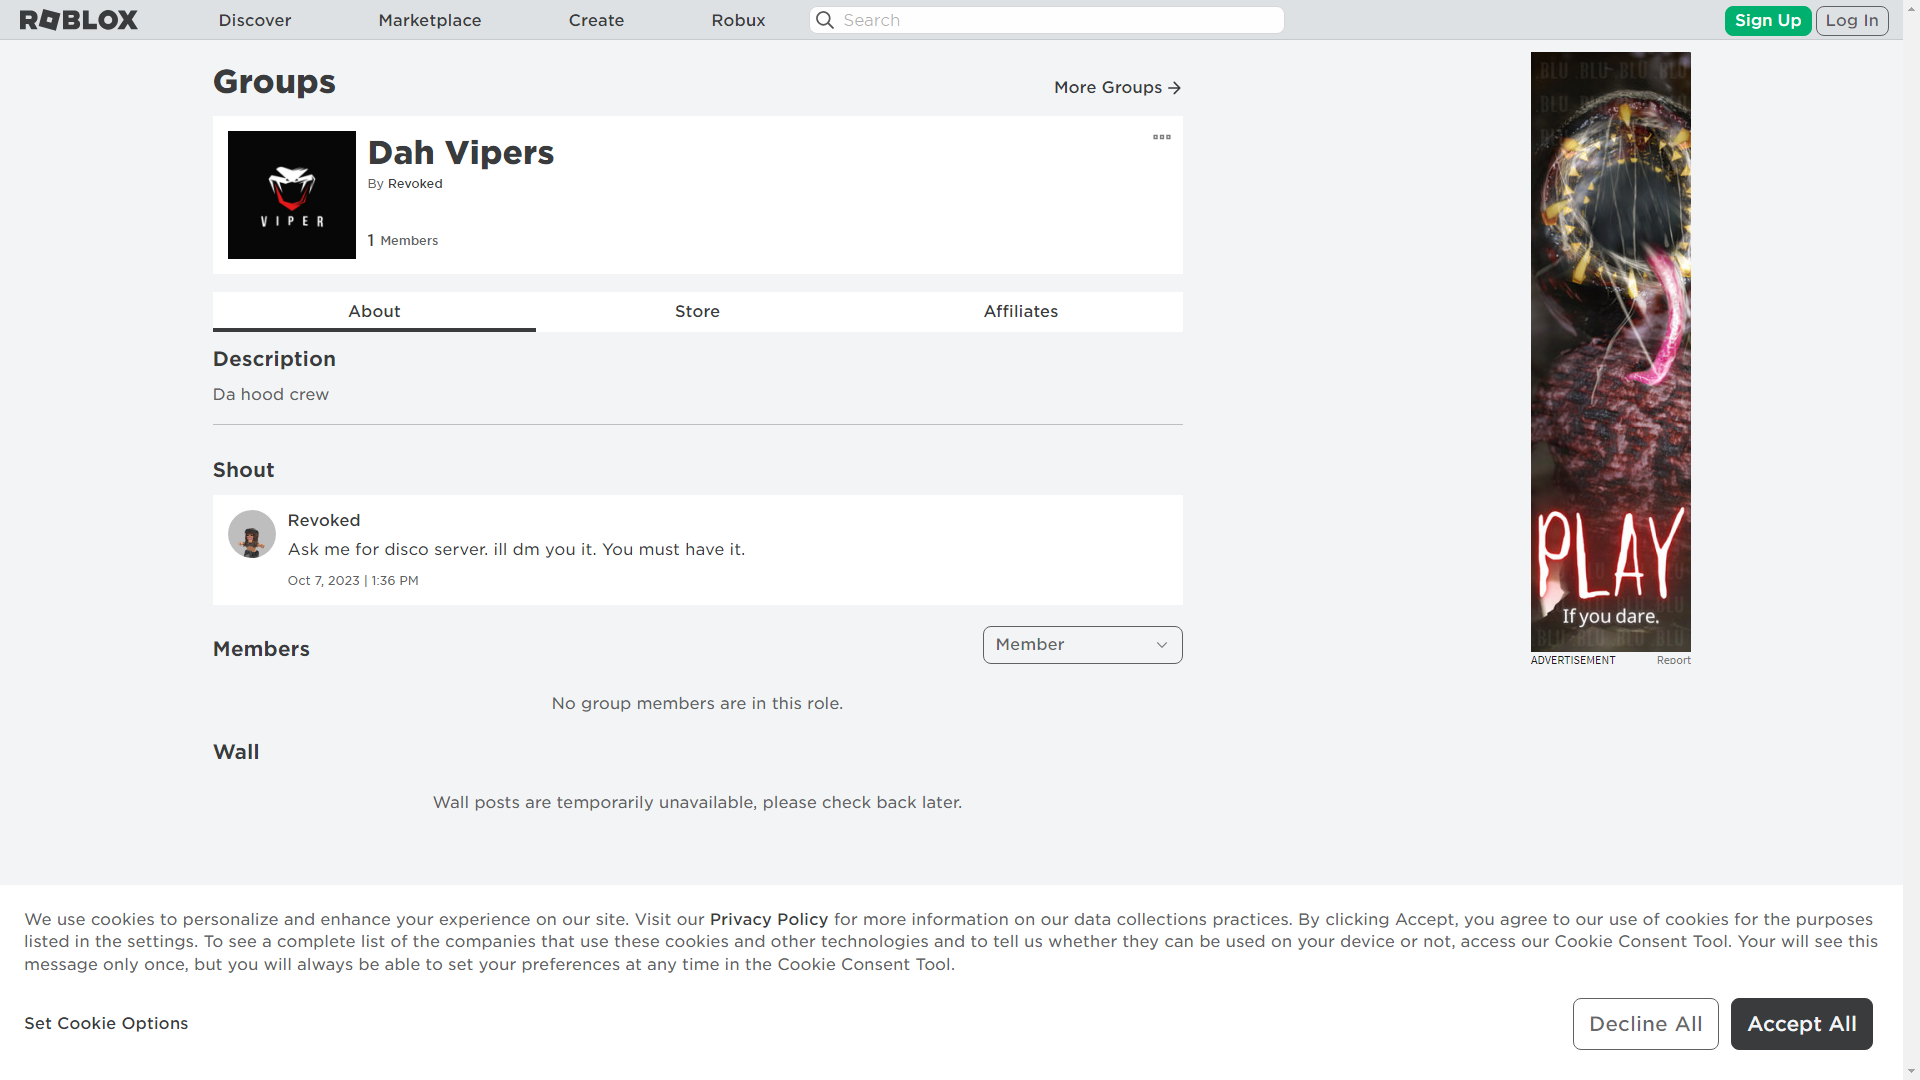 ROBLOX
Discover
Marketplace
Create
Robux
Search
Sign Up
Log In
Groups
More Groups
Dah Vipers
By Revoked
1 Members
VIPER
About
Store
Affiliates
Description
Da hood crew
Shout
Revoked
Ask me for disco server. ill dm you it. You must have it.
Oct 7, 2023 | 1:36 PM
Members
Member
No group members are in this role.
Wall
Wall posts are temporarily unavailable, please check back later.
PLAY
If you dare.
ADVERTISEMENT
Report
We use cookies to personalize and enhance your experience on our site. Visit our Privacy Policy for more information on our data collections practices. By clicking Accept, you agree to our use of cookies for the purposes
listed in the settings. To see a complete list of the companies that use these cookies and other technologies and to tell us whether they can be used on your device or not, access our Cookie Consent Tool. Your will see this
message only once, but you will always be able to set your preferences at any time in the Cookie Consent Tool.
Set Cookie Options
Decline All
Accept All